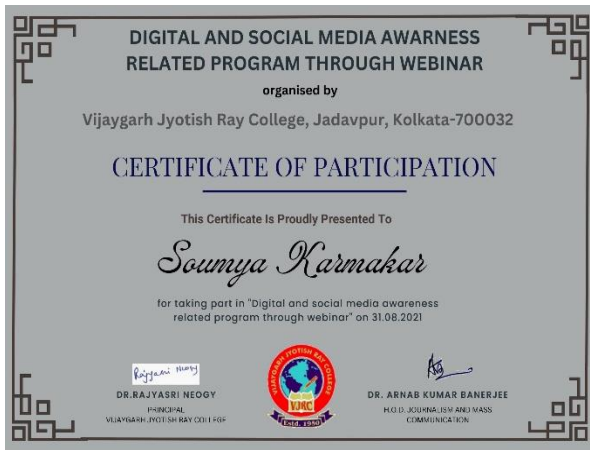 DIGITAL AND SOCIAL MEDIA AWARNESS
RELATED PROGRAM THROUGH WEBINAR
organised by
Vijaygarh Jyotish Ray College, Jadavpur, Kolkata-700032
CERTIFICATE OF PARTICIPATION
This Certificate Is Proudly Presented To
Soumya Karmakar
for taking part in "Digital and social media awareness
related program through webinar" on 31.08.2021
Rajyasri Neogy
DR.RAJYASRI NEOGY
PRINCIPAL
VIJAYGARH JYOTISH RAY COLLEGE
VIJAYGARH JYOTISH RAY COLLEGE
VJRC
Estd. 1950
DR. ARNAB KUMAR BANERJEE
H.O.D. JOURNALISM AND MASS
COMMUNICATION